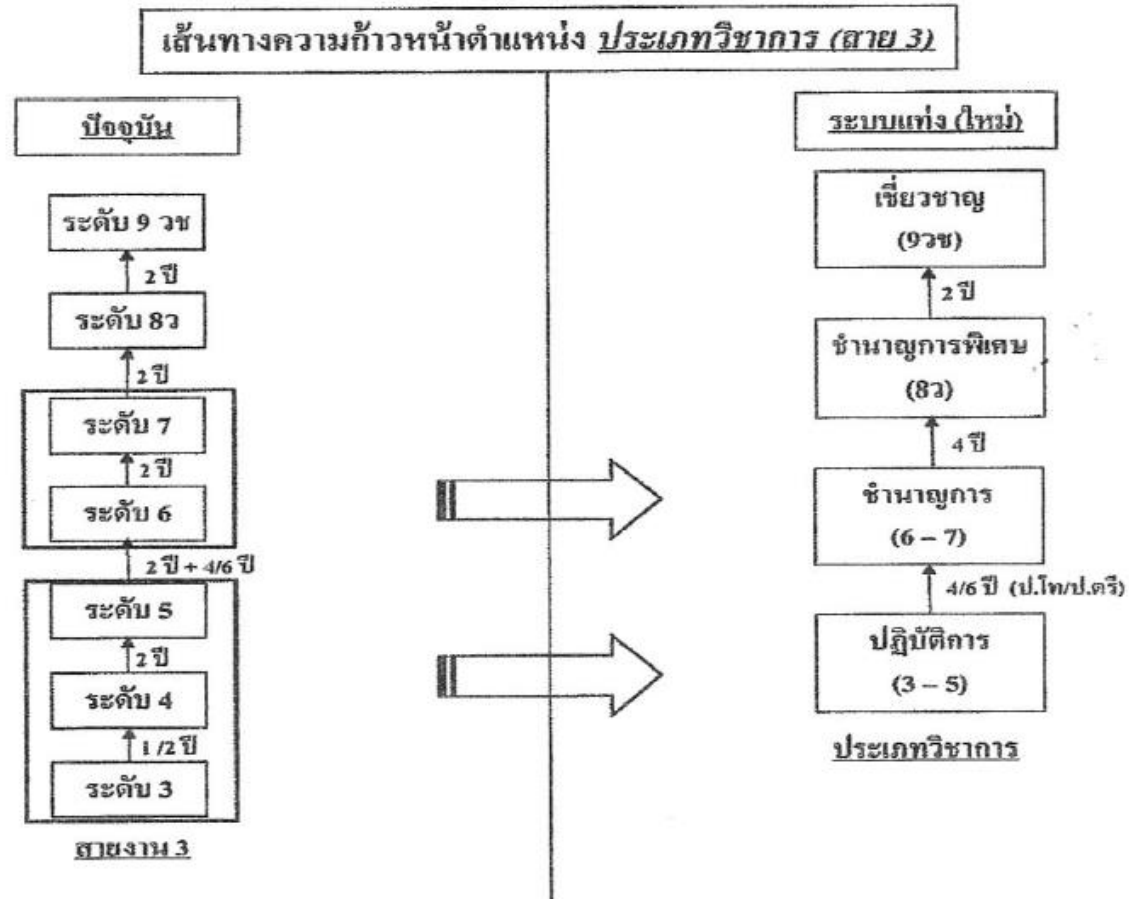 เส้นทางความก้าวหน้าตำแหน่ง ประเภทวิชาการ (สาย 3)
ปัจจุบัน
ระดับ 9 วช
2 ปี
ระดับ 8ว
2 ปี
ระดับ 7
2 ปี
ระดับ 6
2 ปี + 4/6 ปี
ระดับ 5
2 ปี
ระดับ 4
1 /2 ปี
ระดับ 3
สายงาน 3
ระบบแท่ง (ใหม่)
เชี่ยวชาญ
(9วช)
2 ปี
ชำนาญการพิเศษ
(8ว)
4 ปี
ชำนาญการ
(6 – 7)
4/6 ปี (ป.โท/ป.ตรี)
ปฏิบัติการ
(3 – 5)
ประเภทวิชาการ